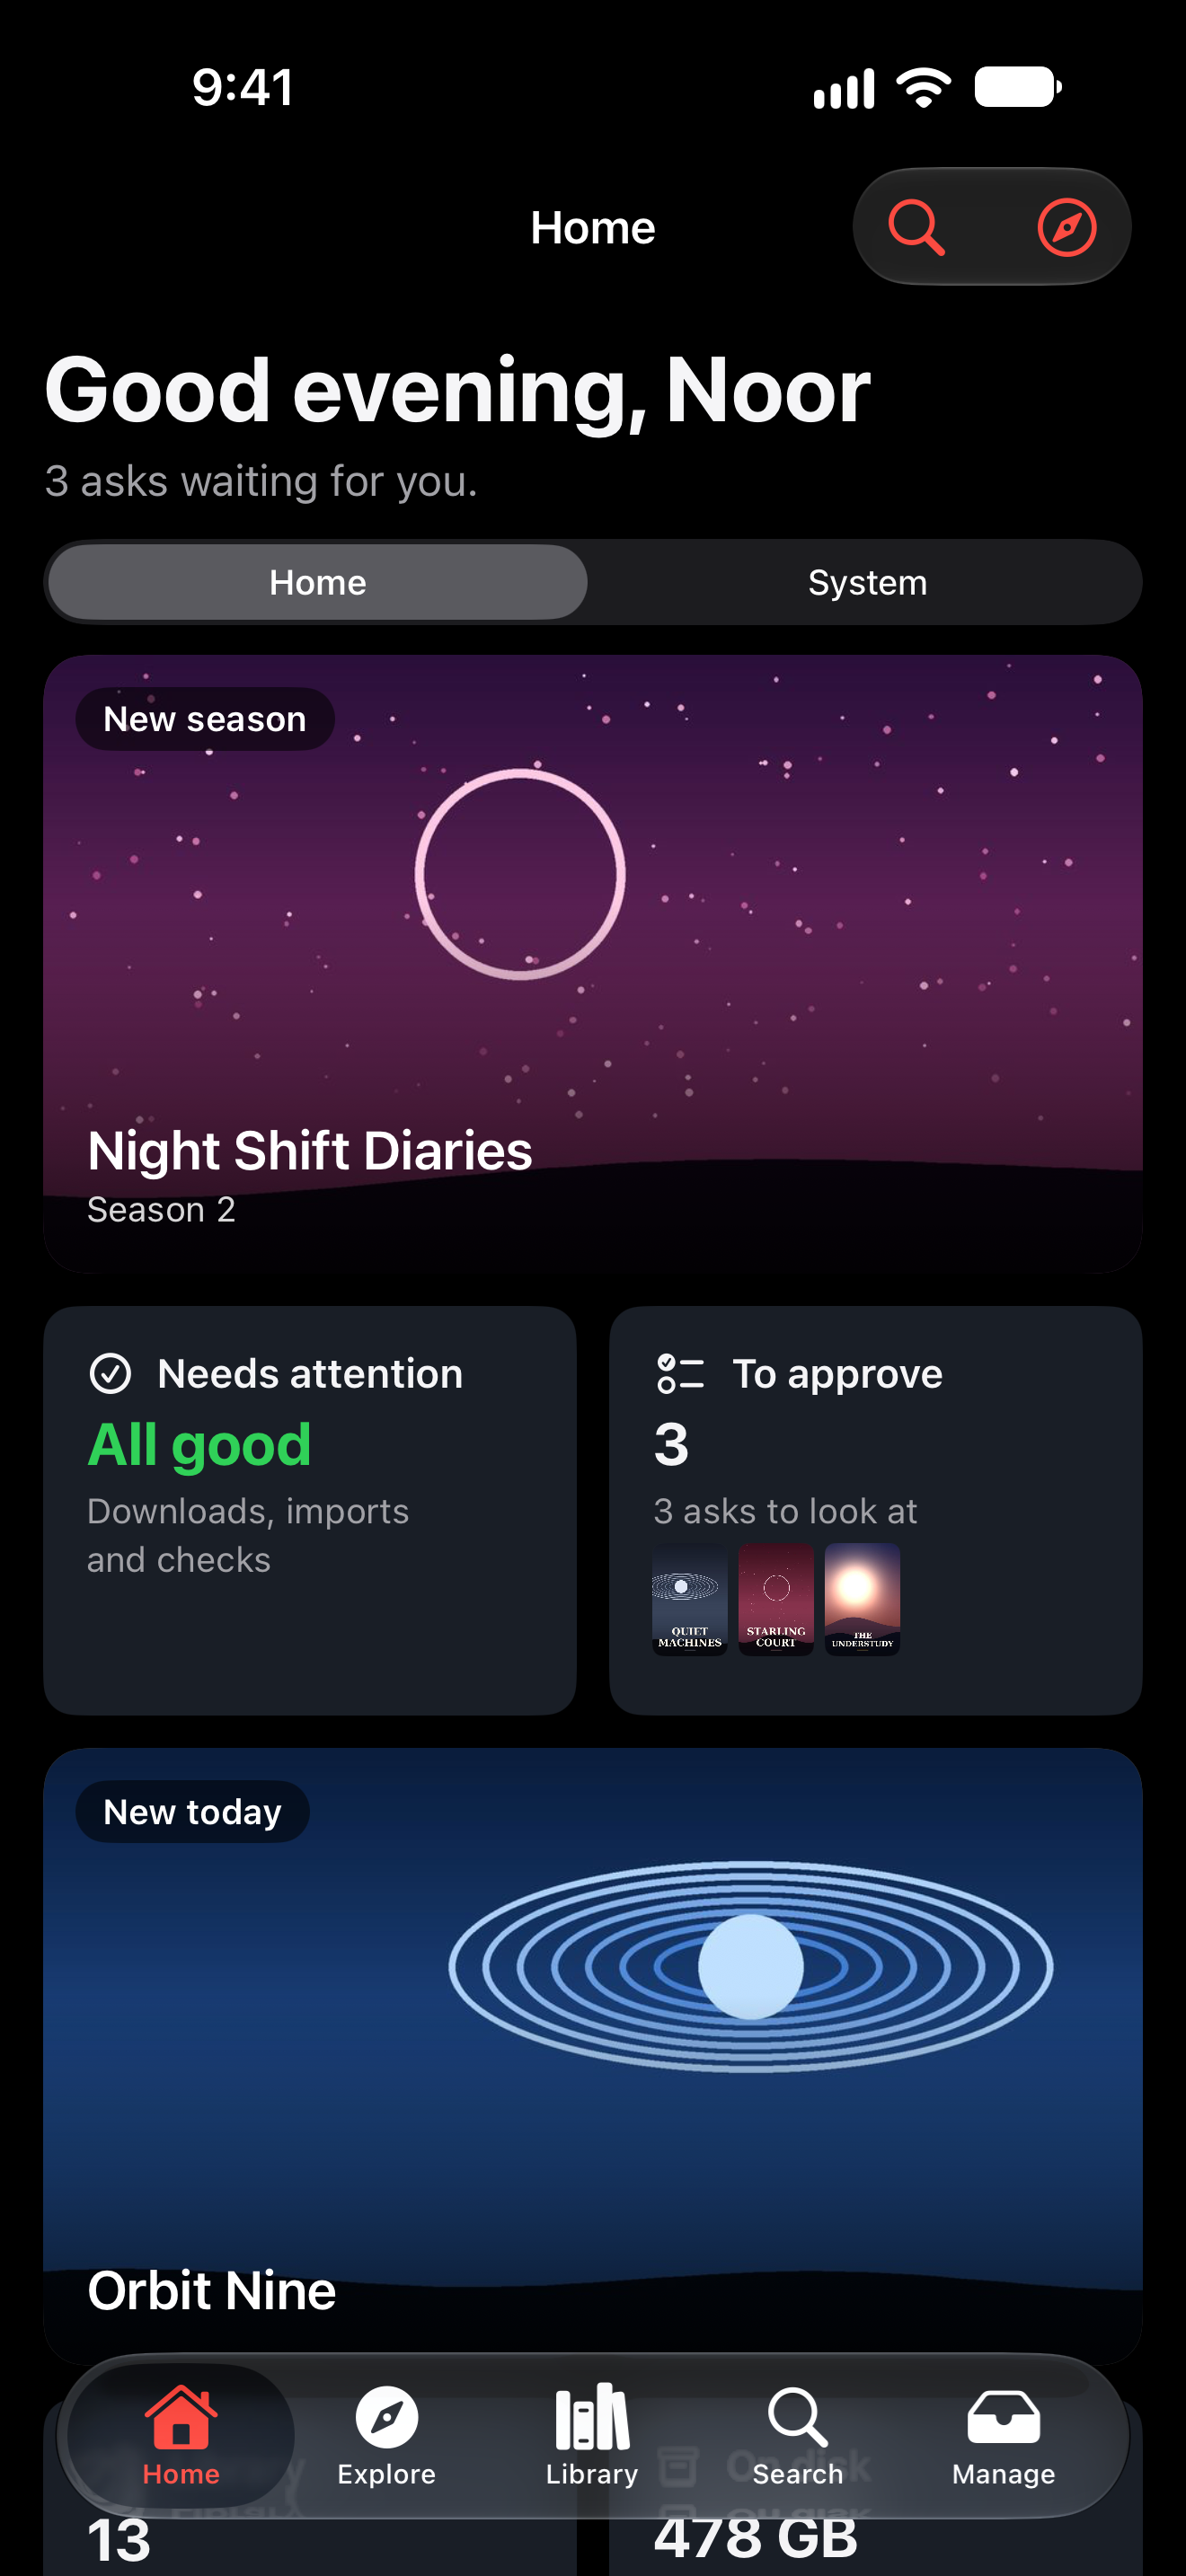 9:41
Home
Good evening, Noor
3 asks waiting for you.
Home
System
New season
Night Shift Diaries
Season 2
Needs attention
All good
Downloads, imports
and checks
To approve
3
3 asks to look at
QUIET
MACHINES
STARLING
COURT
THE
UNDERSTUDY
New today
Orbit Nine
On disk
13
478 GB
Home
Explore
Library
Search
Manage